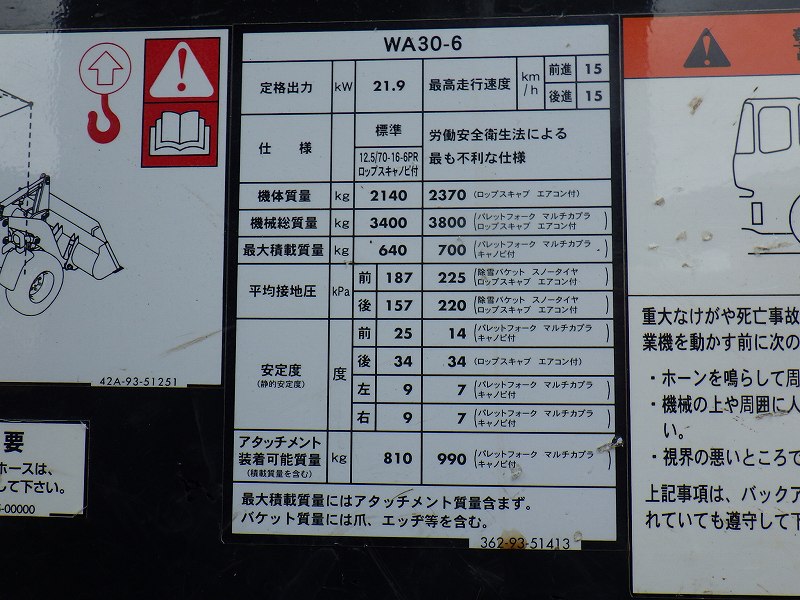 WA30-6
定格出力 kW 21.9 最高走行速度 km/h 前進 15
後進 15
仕 様 標準 労働安全衛生法による
12.5/70-16-6PR 最も不利な仕様
ロップスキャノピ付
機体質量 kg 2140 2370 (ロップスキャブ エアコン付)
機械総質量 kg 3400 3800 (パレットフォーク マルチカプラ
ロップスキャブ エアコン付)
最大積載質量 kg 640 700 (パレットフォーク マルチカプラ
キャノピ付)
平均接地圧 kPa 前 187 225 (除雪バケット スノータイヤ
ロップスキャブ エアコン付)
後 157 220 (除雪バケット スノータイヤ
ロップスキャブ エアコン付)
安定度 (静的安定度) 度 前 25 14 (パレットフォーク マルチカプラ
キャノピ付)
後 34 34 (ロップスキャブ エアコン付)
左 9 7 (パレットフォーク マルチカプラ
キャノピ付)
右 9 7 (パレットフォーク マルチカプラ
キャノピ付)
アタッチメント
装着可能質量 kg 810 990 (パレットフォーク マルチカプラ
キャノピ付)
(積載質量を含む)
最大積載質量にはアタッチメント質量含まず。
バケット質量には爪、エッヂ等を含む。
362-93-51413
42A-93-51251
要
ホースは、
して下さい。
-00000
重大なけがや死亡事故
業機を動かす前に次の
・ホーンを鳴らして周
・機械の上や周囲に人
い。
・視界の悪いところで
上記事項は、バックア
れていても遵守して下